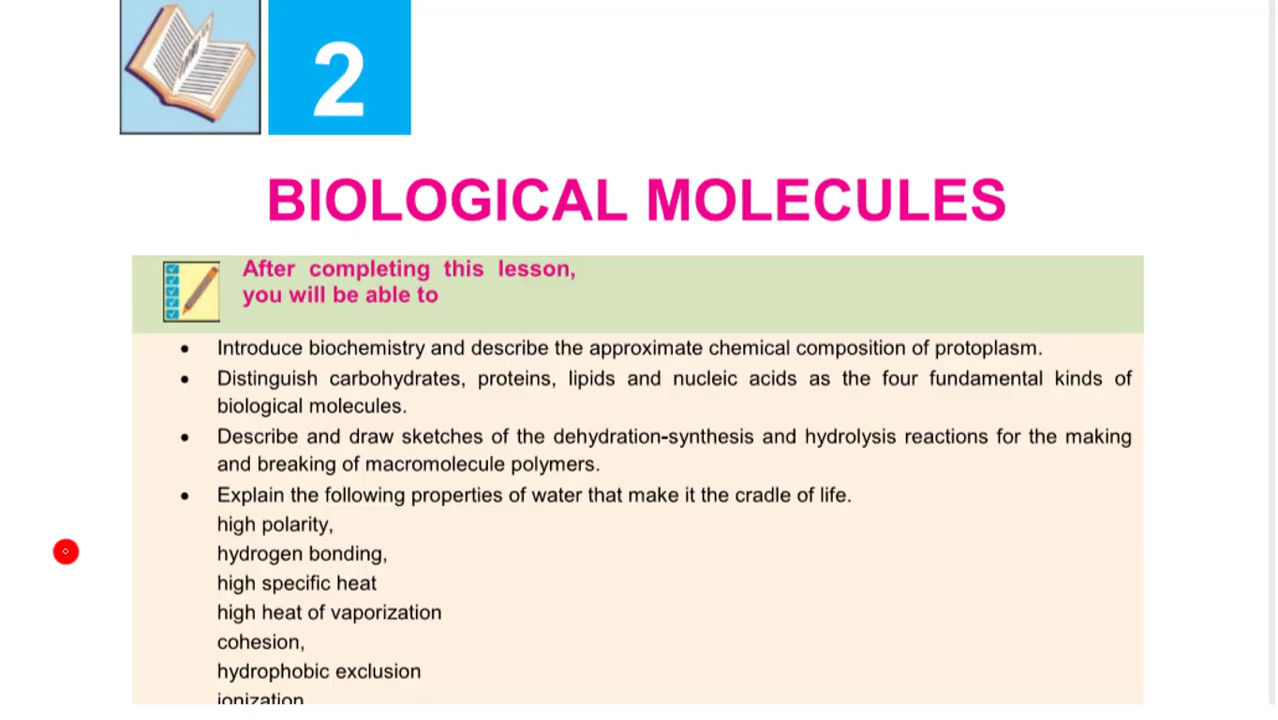 2
BIOLOGICAL MOLECULES
After completing this lesson,
you will be able to
• Introduce biochemistry and describe the approximate chemical composition of protoplasm.
• Distinguish carbohydrates, proteins, lipids and nucleic acids as the four fundamental kinds of
biological molecules.
• Describe and draw sketches of the dehydration-synthesis and hydrolysis reactions for the making
and breaking of macromolecule polymers.
• Explain the following properties of water that make it the cradle of life.
high polarity,
hydrogen bonding,
high specific heat
high heat of vaporization
cohesion,
hydrophobic exclusion
ionization